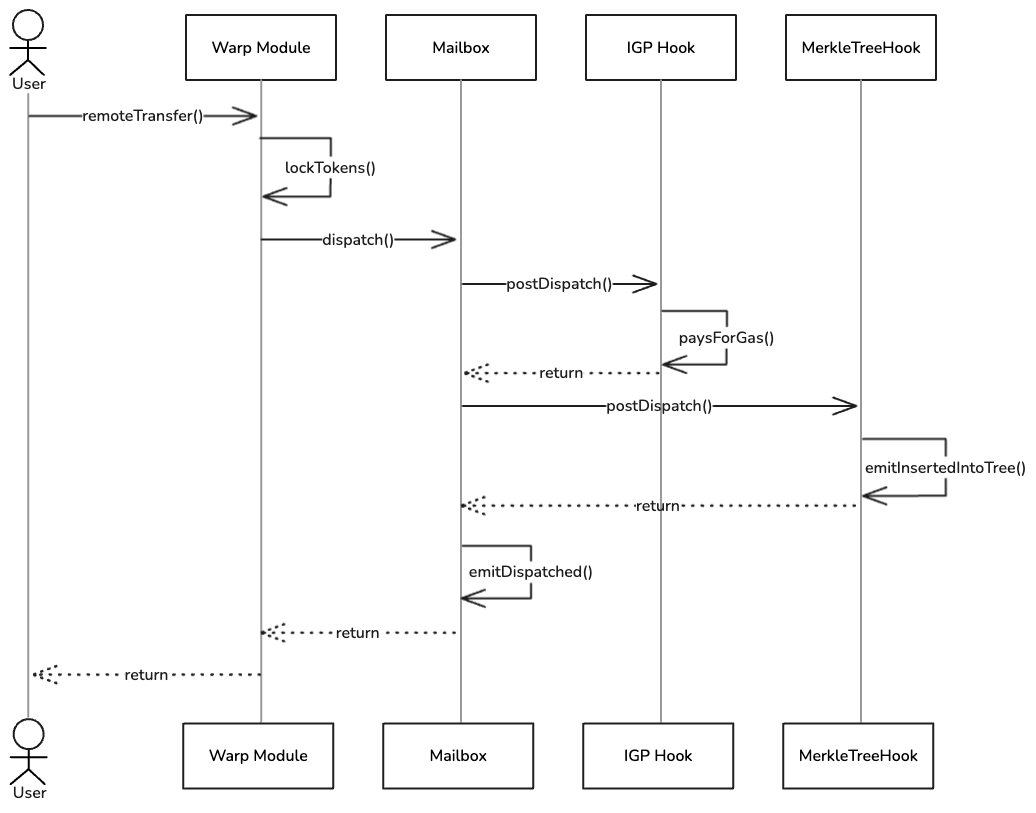 User
Warp Module
Mailbox
IGP Hook
MerkleTreeHook
remoteTransfer()
lockTokens()
dispatch()
postDispatch()
paysForGas()
return
postDispatch()
emitInsertedIntoTree()
return
emitDispatched()
return
return
User
Warp Module
Mailbox
IGP Hook
MerkleTreeHook